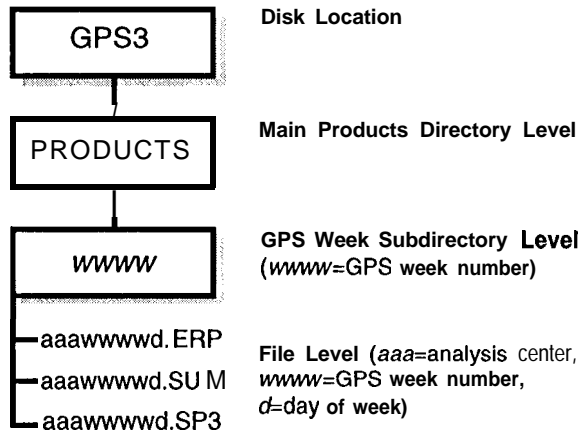 GPS3
Disk Location
PRODUCTS
Main Products Directory Level
wwww
GPS Week Subdirectory Level
(wwww=GPS week number)
aaawwwwd.ERP
aaawwwwd.SU M
aaawwwwd.SP3
File Level (aaa=analysis center,
wwww=GPS week number,
d=day of week)